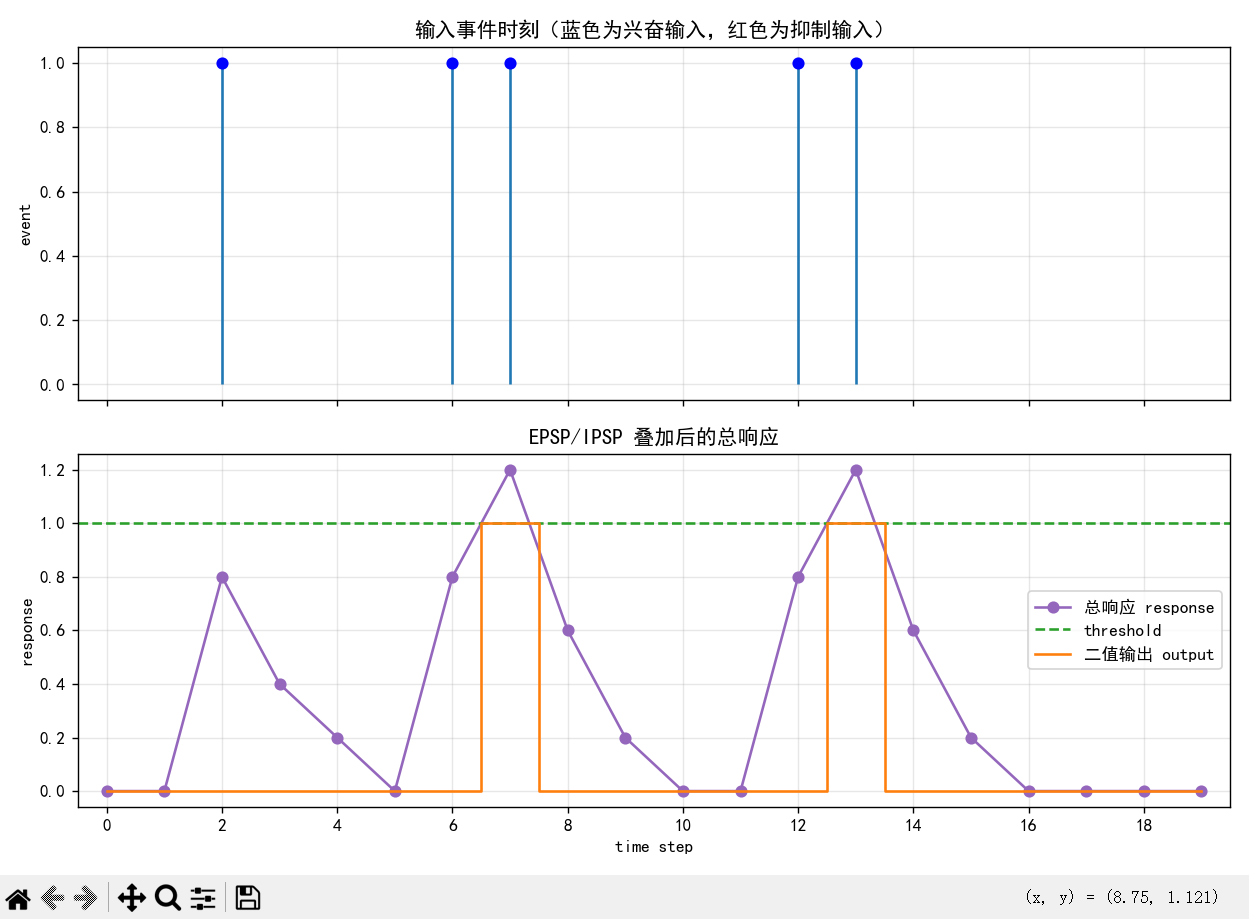 输入事件时刻（蓝色为兴奋输入，红色为抑制输入）
1.0
0.8
0.6
0.4
0.2
0.0
event
EPSP/IPSP 叠加后的总响应
1.2
1.0
0.8
0.6
0.4
0.2
0.0
response
总响应 response
threshold
二值输出 output
0 2 4 6 8 10 12 14 16 18
time step
(x, y) = (8.75, 1.121)